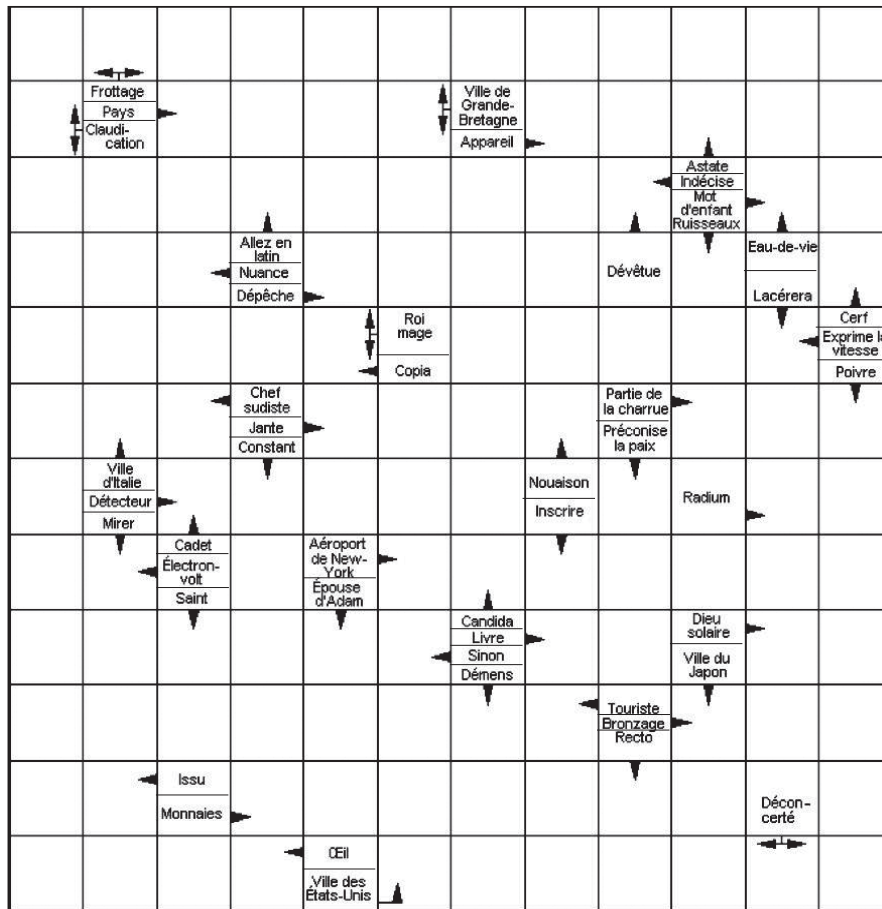 Frottage
Pays
Claudi-
cation
Ville de
Grande-
Bretagne
Appareil
Astate
Indécise
Mot
d'enfant
Ruisseaux
Allez en
latin
Nuance
Dépêche
Dévêtue
Eau-de-vie
Lacérera
Roi
mage
Copia
Cerf
Exprime la
vitesse
Poivre
Chef
sudiste
Jante
Constant
Partie de
la charrue
Préconise
la paix
Ville
d'Italie
Détecteur
Mirer
Nouaison
Inscrire
Radium
Cadet
Électron-
volt
Saint
Aéroport
de New-
York
Épouse
d'Adam
Candida
Livre
Sinon
Démens
Dieu
solaire
Ville du
Japon
Touriste
Bronzage
Recto
Issu
Monnaies
Décon-
certé
Œil
Ville des
États-Unis